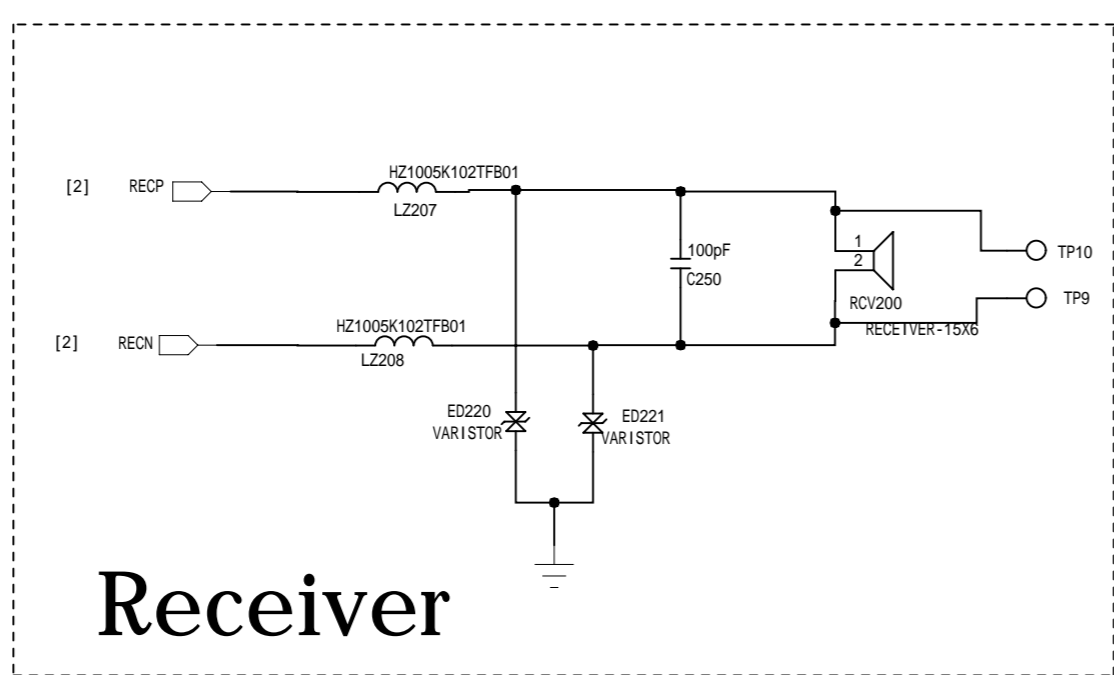 HZ1005K102TFB01
[2] RECP
LZ207
1
100pF
2
TP10
C250
TP9
RCV200
HZ1005K102TFB01
RECEIVER-15X6
[2] RECN
LZ208
ED220
ED221
VARISTOR
VARISTOR
Receiver